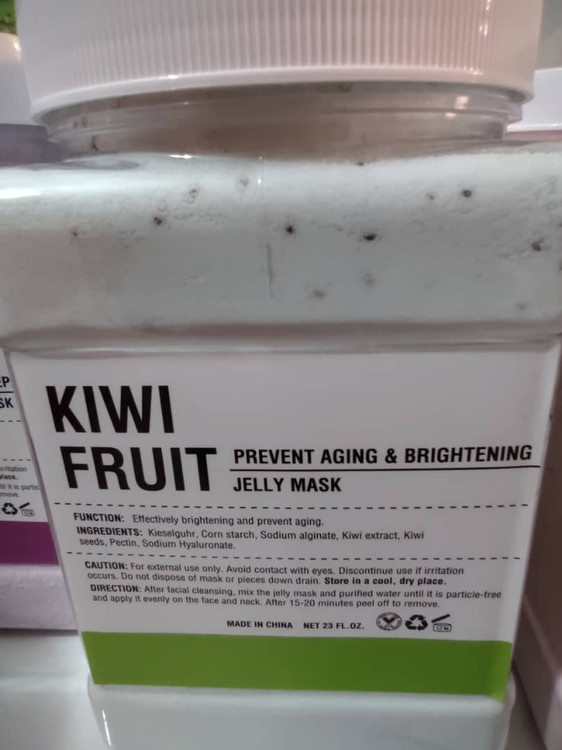 KIWI
FRUIT
PREVENT AGING & BRIGHTENING
JELLY MASK
FUNCTION: Effectively brightening and prevent aging.
INGREDIENTS: Kieselguhr, Corn starch, Sodium alginate, Kiwi extract, Kiwi
seeds, Pectin, Sodium Hyaluronate.
CAUTION: For external use only. Avoid contact with eyes. Discontinue use if irritation
occurs. Do not dispose of mask or pieces down drain. Store in a cool, dry place.
DIRECTION: After facial cleansing, mix the jelly mask and purified water until it is particle-free
and apply it evenly on the face and neck. After 15-20 minutes peel off to remove.
MADE IN CHINA NET 23 FL.OZ.